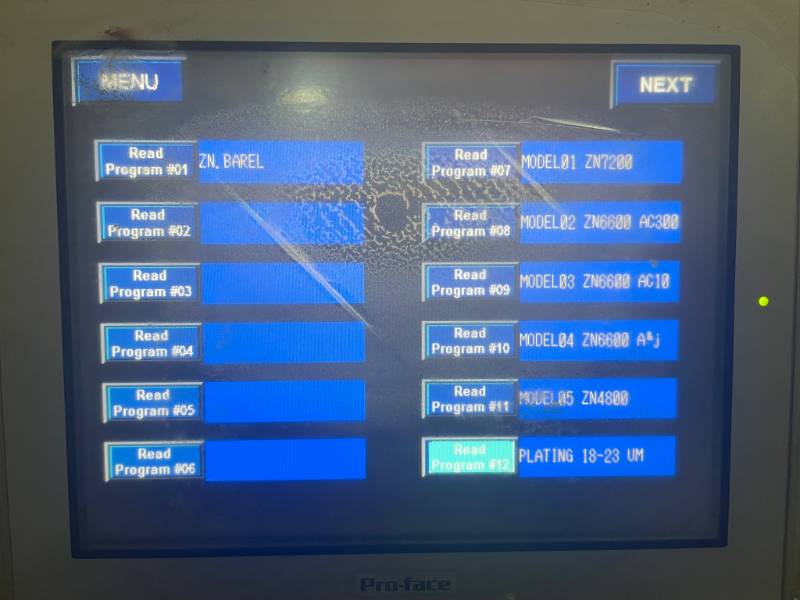 MENU
NEXT
Read
Program #01
ZN.BAREL
Read
Program #02
Read
Program #03
Read
Program #04
Read
Program #05
Read
Program #06
Read
Program #07
MODEL01 ZN7200
Read
Program #08
MODEL02 ZN6600 AC300
Read
Program #09
MODEL03 ZN6600 AC10
Read
Program #10
MODEL04 ZN6600 A&j
Read
Program #11
MODEL05 ZN4800
Read
Program #12
PLATING 18-23 UM
Pro-face